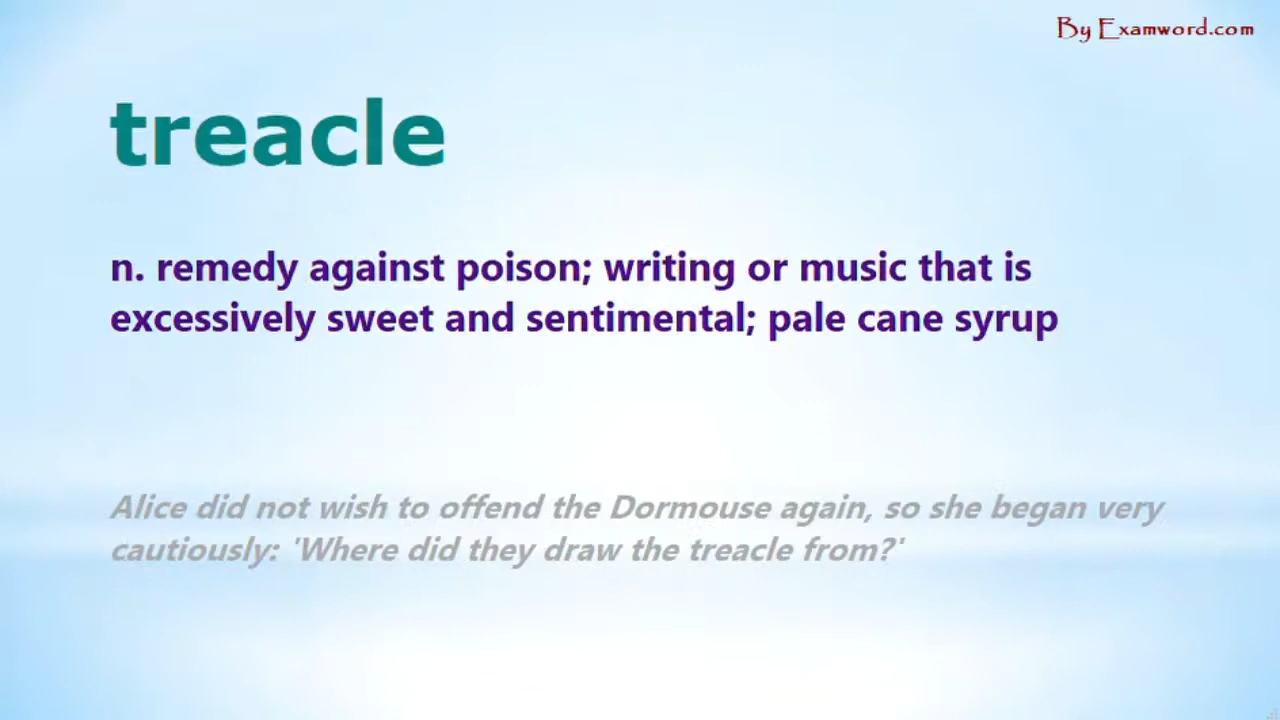 By Examword.com
treacle
n. remedy against poison; writing or music that is
excessively sweet and sentimental; pale cane syrup
Alice did not wish to offend the Dormouse again, so she began very
cautiously: 'Where did they draw the treacle from?'